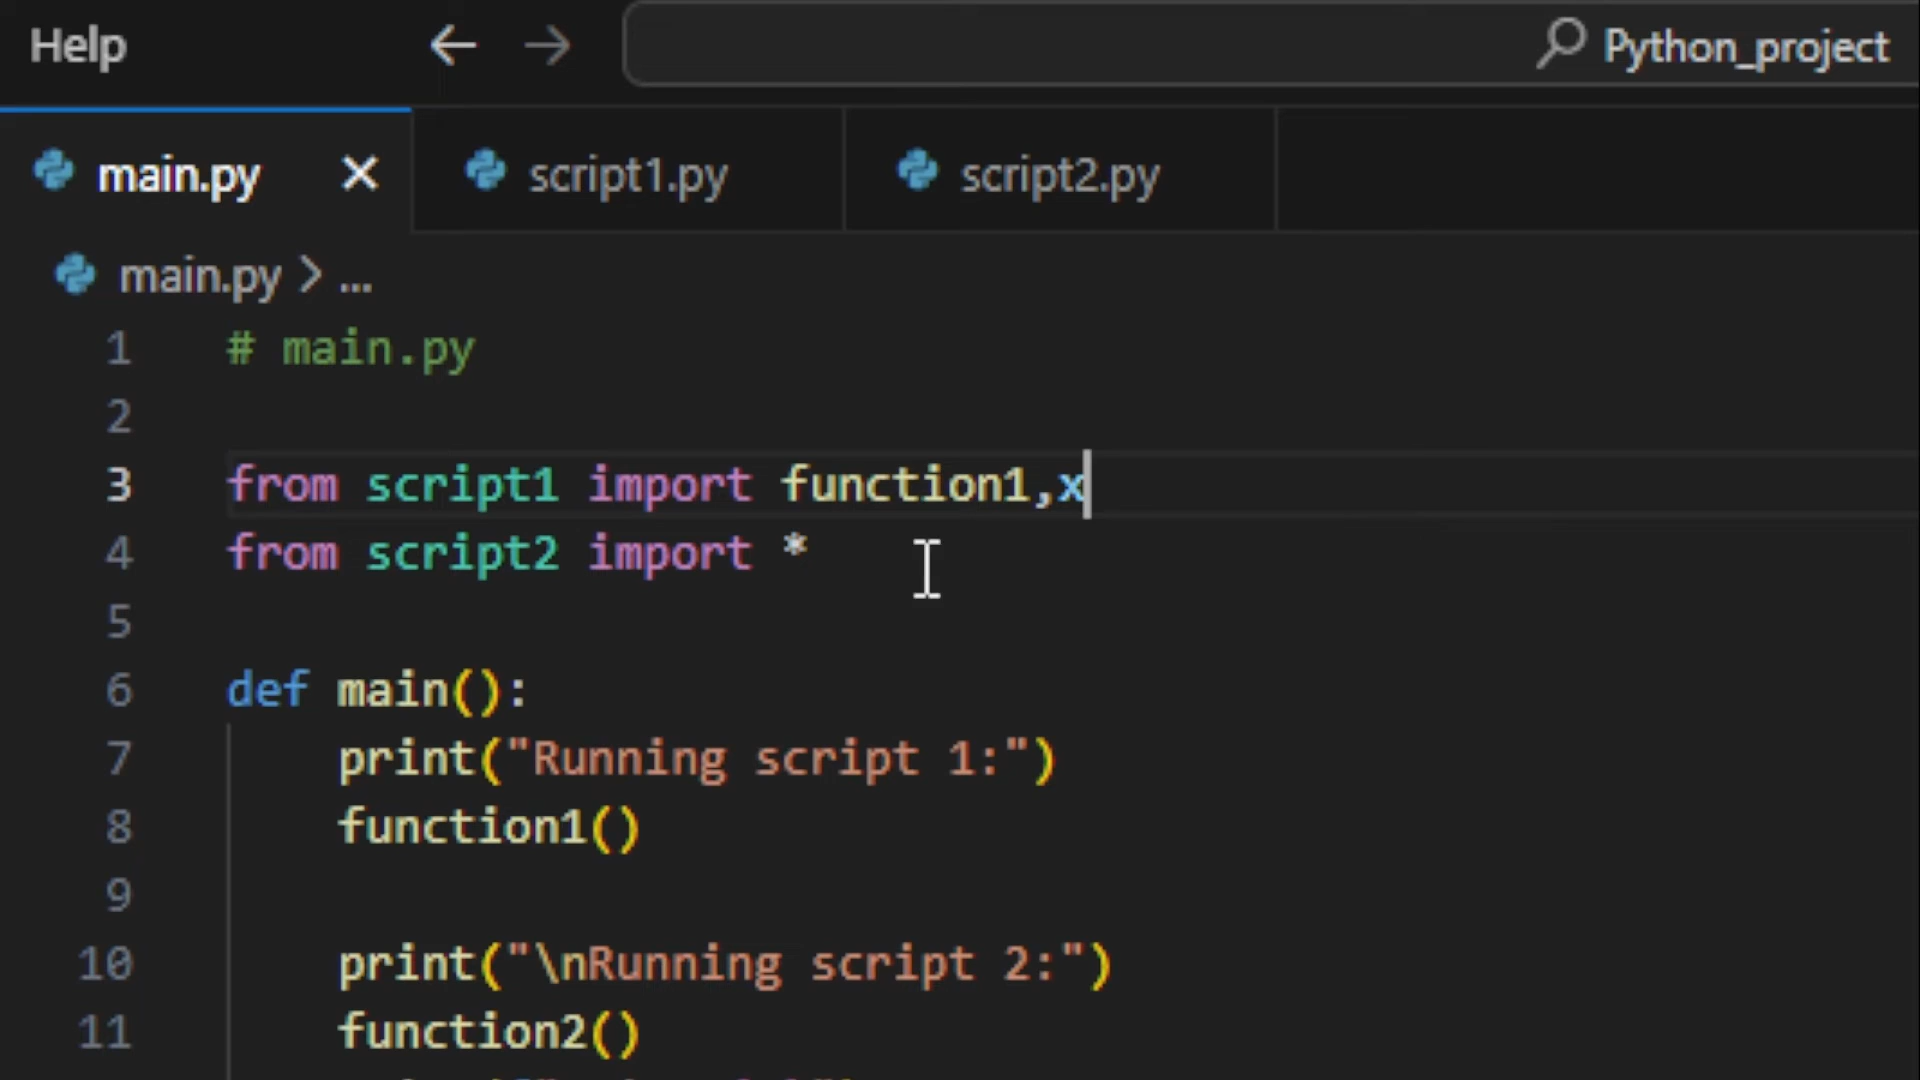 Help Python_project
main.py script1.py script2.py
main.py > ...
1 # main.py
2
3 from script1 import function1,x
4 from script2 import *
5
6 def main():
7 print("Running script 1:")
8 function1()
9
10 print("\nRunning script 2:")
11 function2()